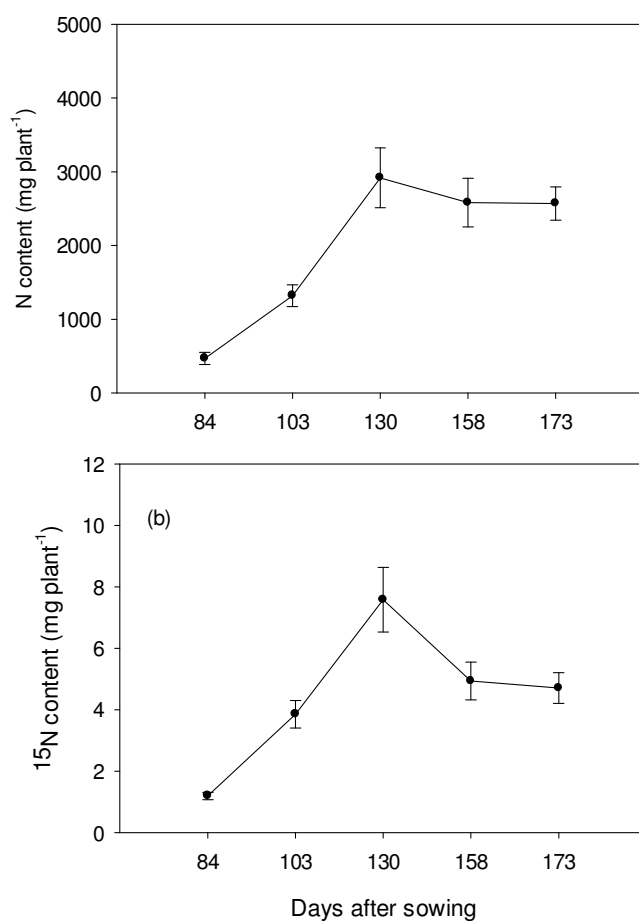 5000
4000
3000
2000
1000
0
N content (mg plant-1)
84 103 130 158 173
12
10
8
6
4
2
0
(b)
15N content (mg plant-1)
84 103 130 158 173
Days after sowing